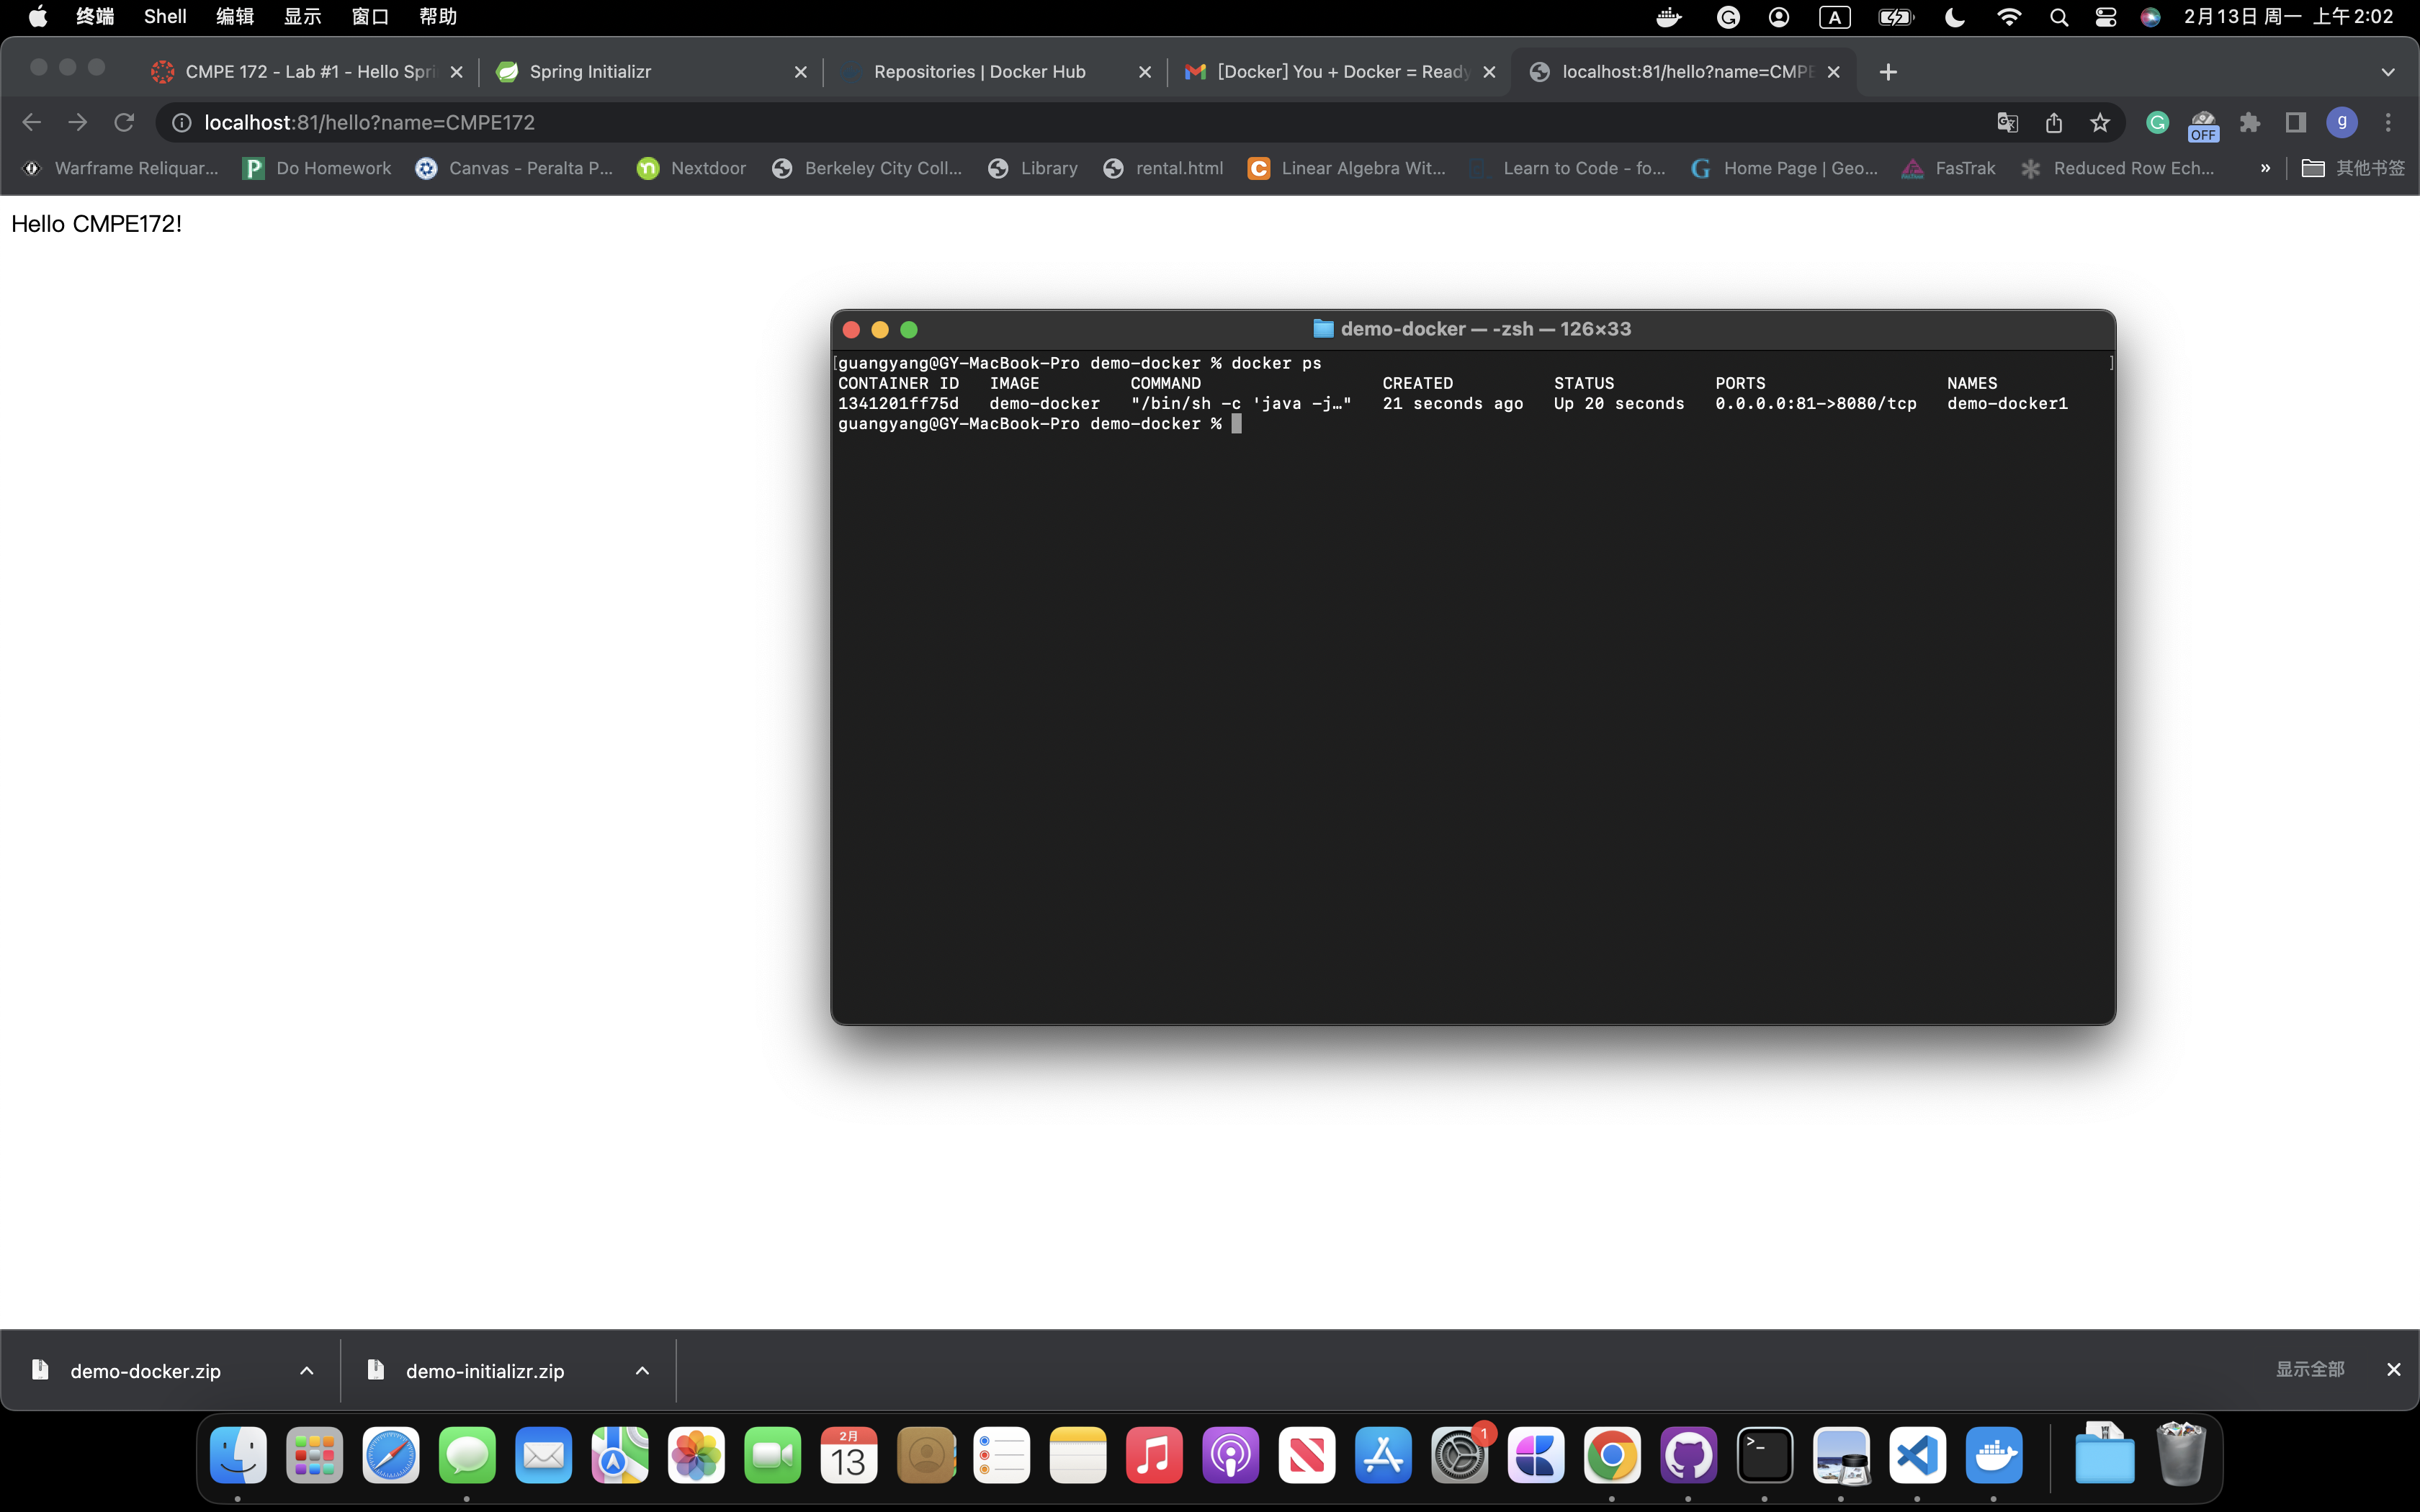 终端 Shell 编辑 显示 窗口 帮助 A 2月13日 周一 上午2:02
CMPE 172 - Lab #1 - Hello Spri Spring Initializr Repositories | Docker Hub [Docker] You + Docker = Ready localhost:81/hello?name=CMPE
localhost:81/hello?name=CMPE172 OFF g
Warframe Reliquar... Do Homework Canvas - Peralta P... Nextdoor Berkeley City Coll... Library rental.html Linear Algebra Wit... Learn to Code - fo... Home Page | Geo... FasTrak Reduced Row Ech... » 其他书签
Hello CMPE172!
demo-docker — -zsh — 126×33
[guangyang@GY-MacBook-Pro demo-docker % docker ps ]
CONTAINER ID IMAGE COMMAND CREATED STATUS PORTS NAMES
1341201ff75d demo-docker "/bin/sh -c 'java -j…" 21 seconds ago Up 20 seconds 0.0.0.0:81->8080/tcp demo-docker1
guangyang@GY-MacBook-Pro demo-docker %
demo-docker.zip demo-initializr.zip 显示全部
2月
13
1